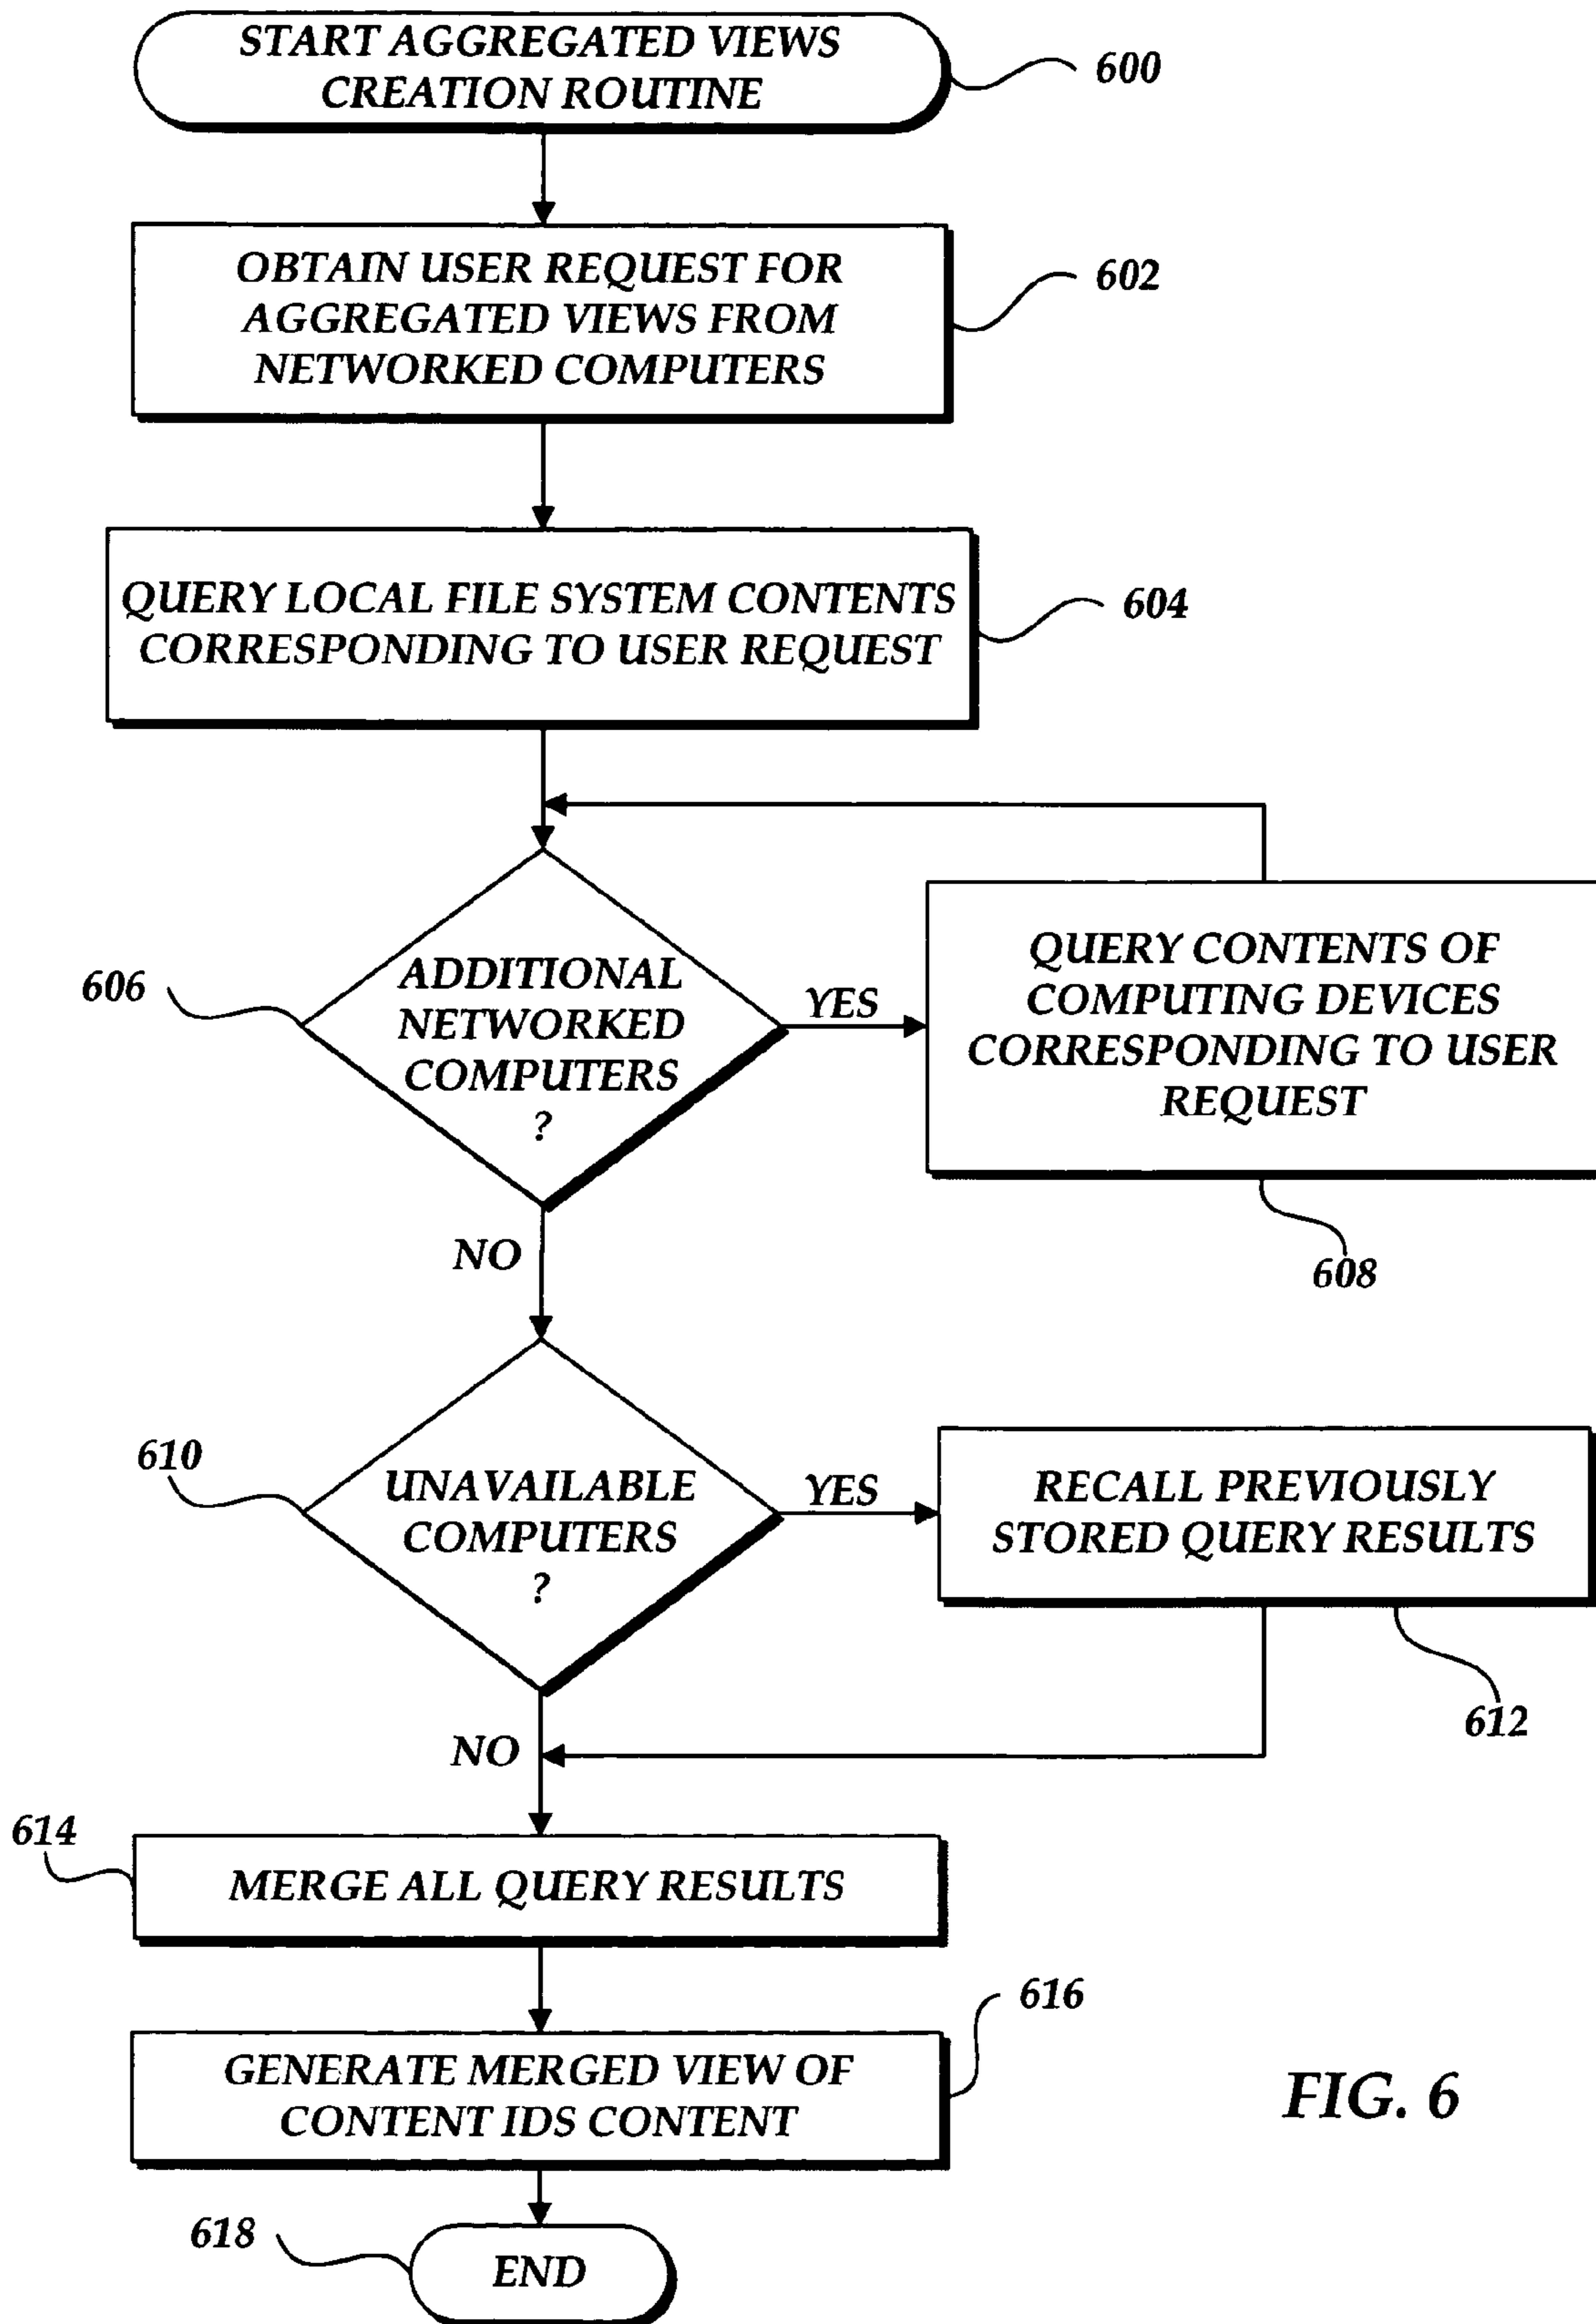 START AGGREGATED VIEWS
CREATION ROUTINE
600
OBTAIN USER REQUEST FOR
AGGREGATED VIEWS FROM
NETWORKED COMPUTERS
602
QUERY LOCAL FILE SYSTEM CONTENTS
CORRESPONDING TO USER REQUEST
604
606
ADDITIONAL
NETWORKED
COMPUTERS
?
YES
QUERY CONTENTS OF
COMPUTING DEVICES
CORRESPONDING TO USER
REQUEST
608
NO
610
UNAVAILABLE
COMPUTERS
?
YES
RECALL PREVIOUSLY
STORED QUERY RESULTS
612
NO
614
MERGE ALL QUERY RESULTS
616
GENERATE MERGED VIEW OF
CONTENT IDS CONTENT
FIG. 6
618
END